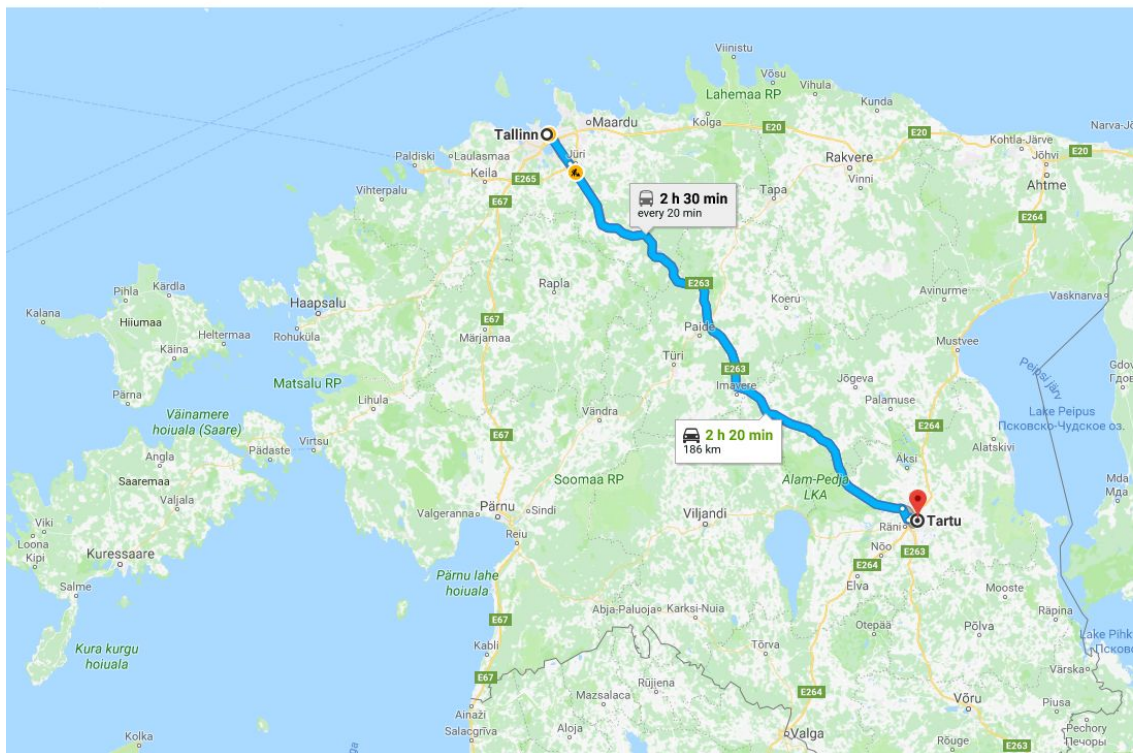 Viinistu
Võsu
Vihula
Lahemaa RP
Maardu
Kolga
Kunda
Tallinn
E20
E20
Narva-Jõ
Kohtla-Järve
Jüri
E20
Laulasmaa
Paldiski
Keila
E265
Rakvere
Vinni
Jõhvi
Ahtme
Vihterpalu
E67
Tapa
2 h 30 min
every 20 min
E264
Rapla
E263
Pihla
Kärdla
Haapsalu
Koeru
Avinurme
Vasknarva
Kalana
Hiiumaa
Heltermaa
Rohuküla
E67
Märjamaa
Paide
Mustvee
Käina
Türi
E263
Peipsi järv
Gdov
Гдо
Matsalu RP
Imavere
Jõgeva
Pärna
Lihula
Palamuse
Lake Peipus
Псковско-Чудское оз.
Väinamere
hoiuala (Saare)
Vändra
E67
2 h 20 min
186 km
E264
Virtsu
Pädaste
Alatskivi
Angla
Saaremaa
Äksi
Soomaa RP
Alam-Pedja
LKA
Mda
Мда
Valjala
Pärnu
Sindi
Valgeranna
Viljandi
Tartu
Räni
Viki
Loona
Kipi
Kuressaare
Reiu
Nõo
E263
E264
Salme
Pärnu lahe
hoiuala
Elva
Mooste
Räpina
Abja-Paluoja
Karksi-Nuia
E67
Otepää
Põlva
Kura kurgu
hoiuala
Kabli
Tõrva
Lake Pihk
Псковс
Värska
E264
Võru
Rūjiena
Mazsalaca
Piusa
Ainaži
Salacgrīva
Aloja
Valga
Rõuge
E263
Pechory
Печоры
Kolka